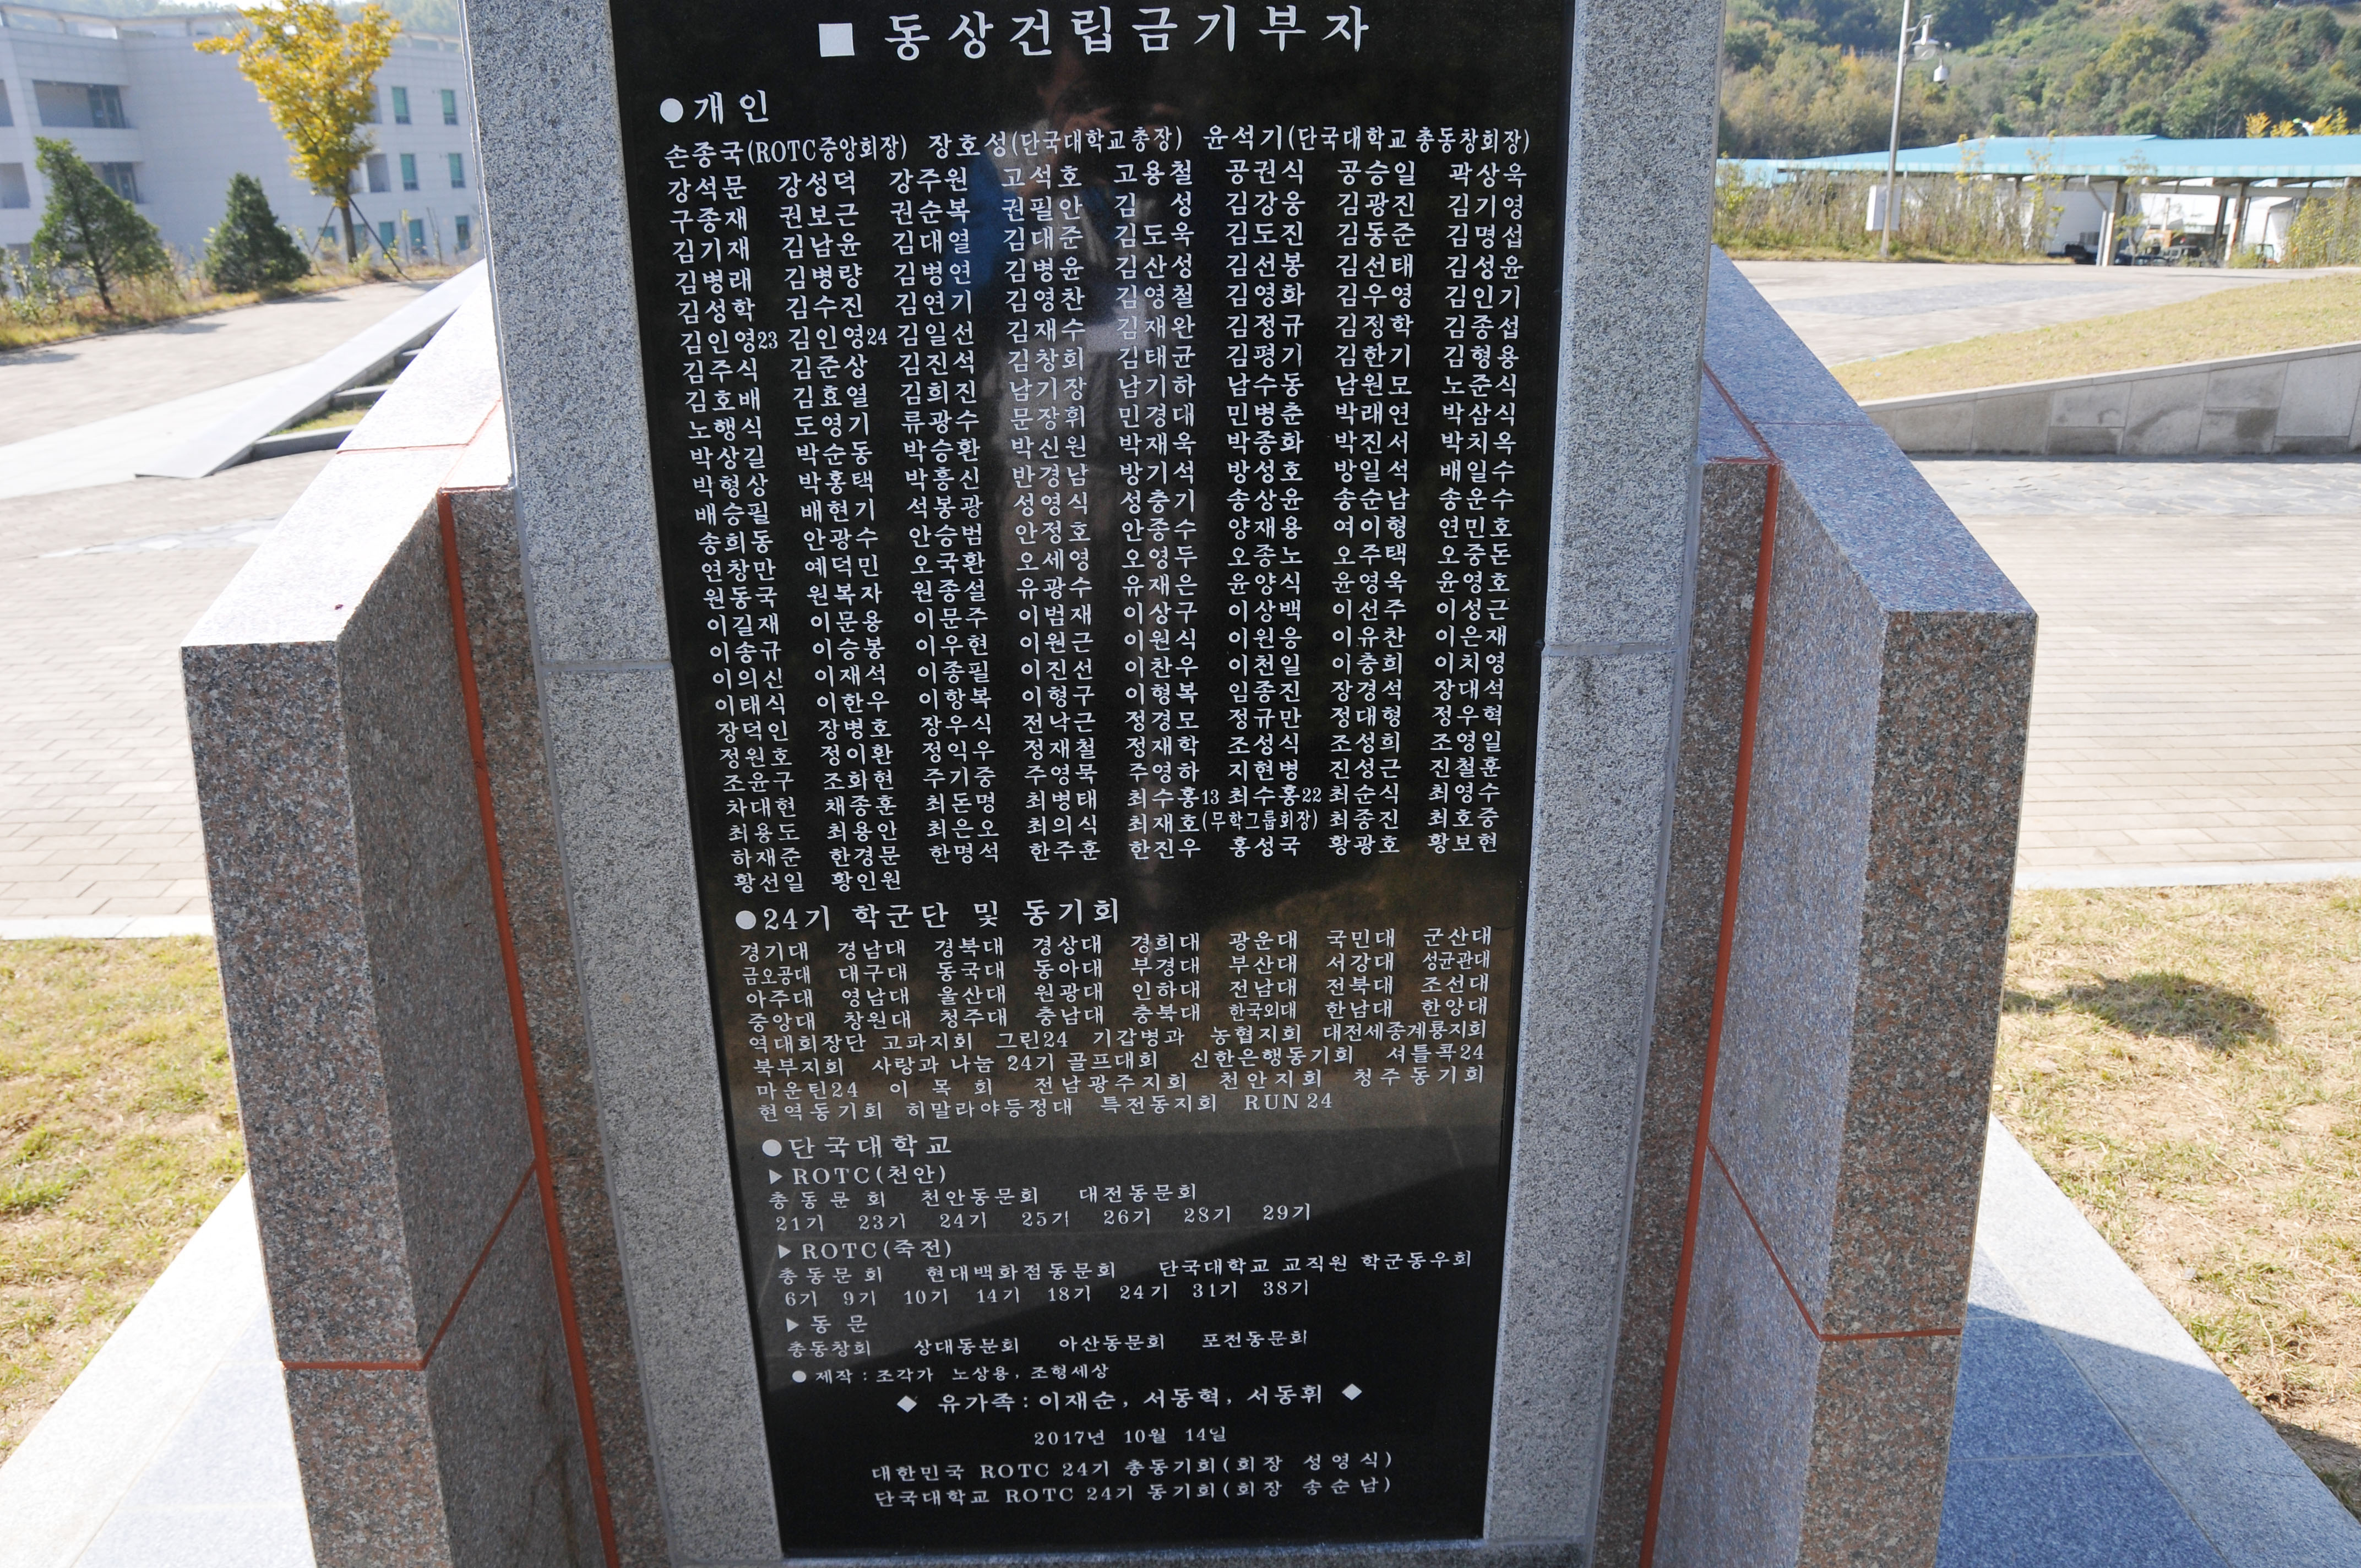 ■ 동상건립금기부자
●개인
손종국(ROTC중앙회장) 장호성(단국대학교총장) 윤석기(단국대학교 총동창회장)
강석문 강성덕 강주원 고석호 고용철 공권식 공승일 곽상욱
구종재 권보근 권순복 권필안 김 성 김강웅 김광진 김기영
김기재 김남윤 김대열 김대준 김도욱 김도진 김동준 김명섭
김병래 김병량 김병연 김병윤 김산성 김선봉 김선태 김성윤
김성학 김수진 김연기 김영찬 김영철 김영화 김우영 김인기
김인영23 김인영24 김일선 김재수 김재완 김정규 김정학 김종섭
김주식 김준상 김진석 김창회 김태균 김평기 김한기 김형용
김호배 김효열 김희진 남기장 남기하 남수동 남원모 노준식
노행식 도영기 류광수 문장휘 민경대 민병춘 박래연 박삼식
박상길 박순동 박승환 박신원 박재욱 박종화 박진서 박치옥
박형상 박홍택 박흥신 반경남 방기석 방성호 방일석 배일수
배승필 배현기 석봉광 성영식 성충기 송상윤 송순남 송운수
송희동 안광수 안승범 안정호 안종수 양재용 여이형 연민호
연창만 예덕민 오국환 오세영 오영두 오종노 오주택 오중돈
원동국 원복자 원종설 유광수 유재은 윤양식 윤영욱 윤영호
이길재 이문용 이문주 이범재 이상구 이상백 이선주 이성근
이송규 이승봉 이우현 이원근 이원식 이원응 이유찬 이은재
이의신 이재석 이종필 이진선 이찬우 이천일 이충희 이치영
이태식 이한우 이항복 이형구 이형복 임종진 장경석 장대석
장덕인 장병호 장우식 전낙근 정경모 정규만 정대형 정우혁
정원호 정이환 정익우 정재철 정재학 조성식 조성희 조영일
조윤구 조화현 주기중 주영묵 주영하 지현병 진성근 진철훈
차대현 채종훈 최돈명 최병태 최수홍13 최수홍22 최순식 최영수
최용도 최용안 최은오 최의식 최재호(무학그룹회장) 최종진 최호중
하재준 한경문 한명석 한주훈 한진우 홍성국 황광호 황보현
황선일 황인원
●24기 학군단 및 동기회
경기대 경남대 경북대 경상대 경희대 광운대 국민대 군산대
금오공대 대구대 동국대 동아대 부경대 부산대 서강대 성균관대
아주대 영남대 울산대 원광대 인하대 전남대 전북대 조선대
중앙대 창원대 청주대 충남대 충북대 한국외대 한남대 한양대
역대회장단 고파지회 그린24 기갑병과 농협지회 대전세종계룡지회
북부지회 사랑과 나눔 24기 골프대회 신한은행동기회 셔틀콕24
마운틴24 이 목 회 전남광주지회 천안지회 청주동기회
현역동기회 히말라야등정대 특전동지회 RUN 24
●단국대학교
▶ROTC(천안)
총 동 문 회 천안동문회 대전동문회
21기 23기 24기 25기 26기 28기 29기
▶ROTC(죽전)
총 동 문 회 현대백화점동문회 단국대학교 교직원 학군동우회
6기 9기 10기 14기 18기 24기 31기 38기
▶동 문
총동창회 상대동문회 아산동문회 포천동문회
●제작 : 조각가 노상용, 조형세상
◆ 유가족 : 이재순, 서동혁, 서동휘 ◆
2017년 10월 14일
대한민국 ROTC 24기 총동기회(회장 성영식)
단국대학교 ROTC 24기 동기회(회장 송순남)